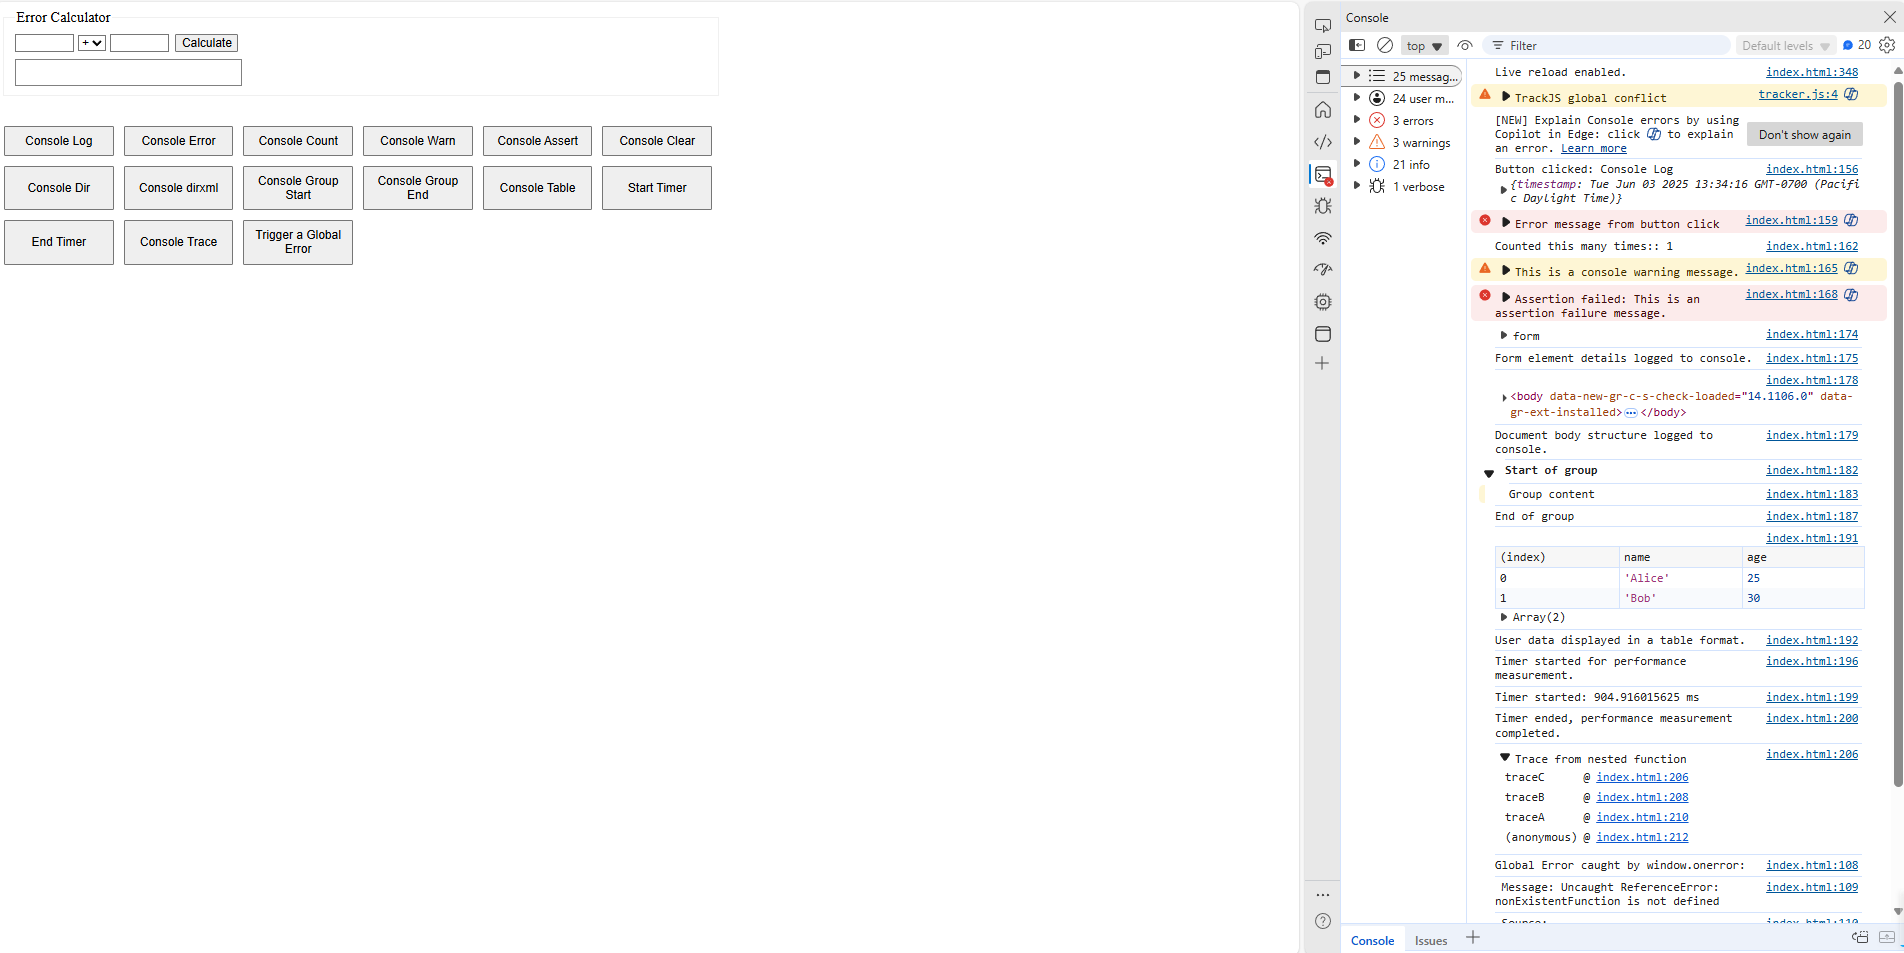 Error Calculator
+
Calculate
Console Log
Console Error
Console Count
Console Warn
Console Assert
Console Clear
Console Dir
Console dirxml
Console Group
Start
Console Group
End
Console Table
Start Timer
End Timer
Console Trace
Trigger a Global
Error
Console
top
Filter
Default levels
20
25 messag...
24 user m...
3 errors
3 warnings
21 info
1 verbose
Live reload enabled. index.html:348
TrackJS global conflict tracker.js:4
[NEW] Explain Console errors by using
Copilot in Edge: click to explain
an error. Learn more
Don't show again
Button clicked: Console Log index.html:156
{timestamp: Tue Jun 03 2025 13:34:16 GMT-0700 (Pacifi
c Daylight Time)}
Error message from button click index.html:159
Counted this many times:: 1 index.html:162
This is a console warning message. index.html:165
Assertion failed: This is an index.html:168
assertion failure message.
form index.html:174
Form element details logged to console. index.html:175
index.html:178
<body data-new-gr-c-s-check-loaded="14.1106.0" data-
gr-ext-installed>…</body>
Document body structure logged to index.html:179
console.
Start of group index.html:182
Group content index.html:183
End of group index.html:187
index.html:191
(index) name age
0 'Alice' 25
1 'Bob' 30
Array(2)
User data displayed in a table format. index.html:192
Timer started for performance index.html:196
measurement.
Timer started: 904.916015625 ms index.html:199
Timer ended, performance measurement index.html:200
completed.
Trace from nested function index.html:206
traceC @ index.html:206
traceB @ index.html:208
traceA @ index.html:210
(anonymous) @ index.html:212
Global Error caught by window.onerror: index.html:108
Message: Uncaught ReferenceError: index.html:109
nonExistentFunction is not defined
Source: index.html:110
Console
Issues